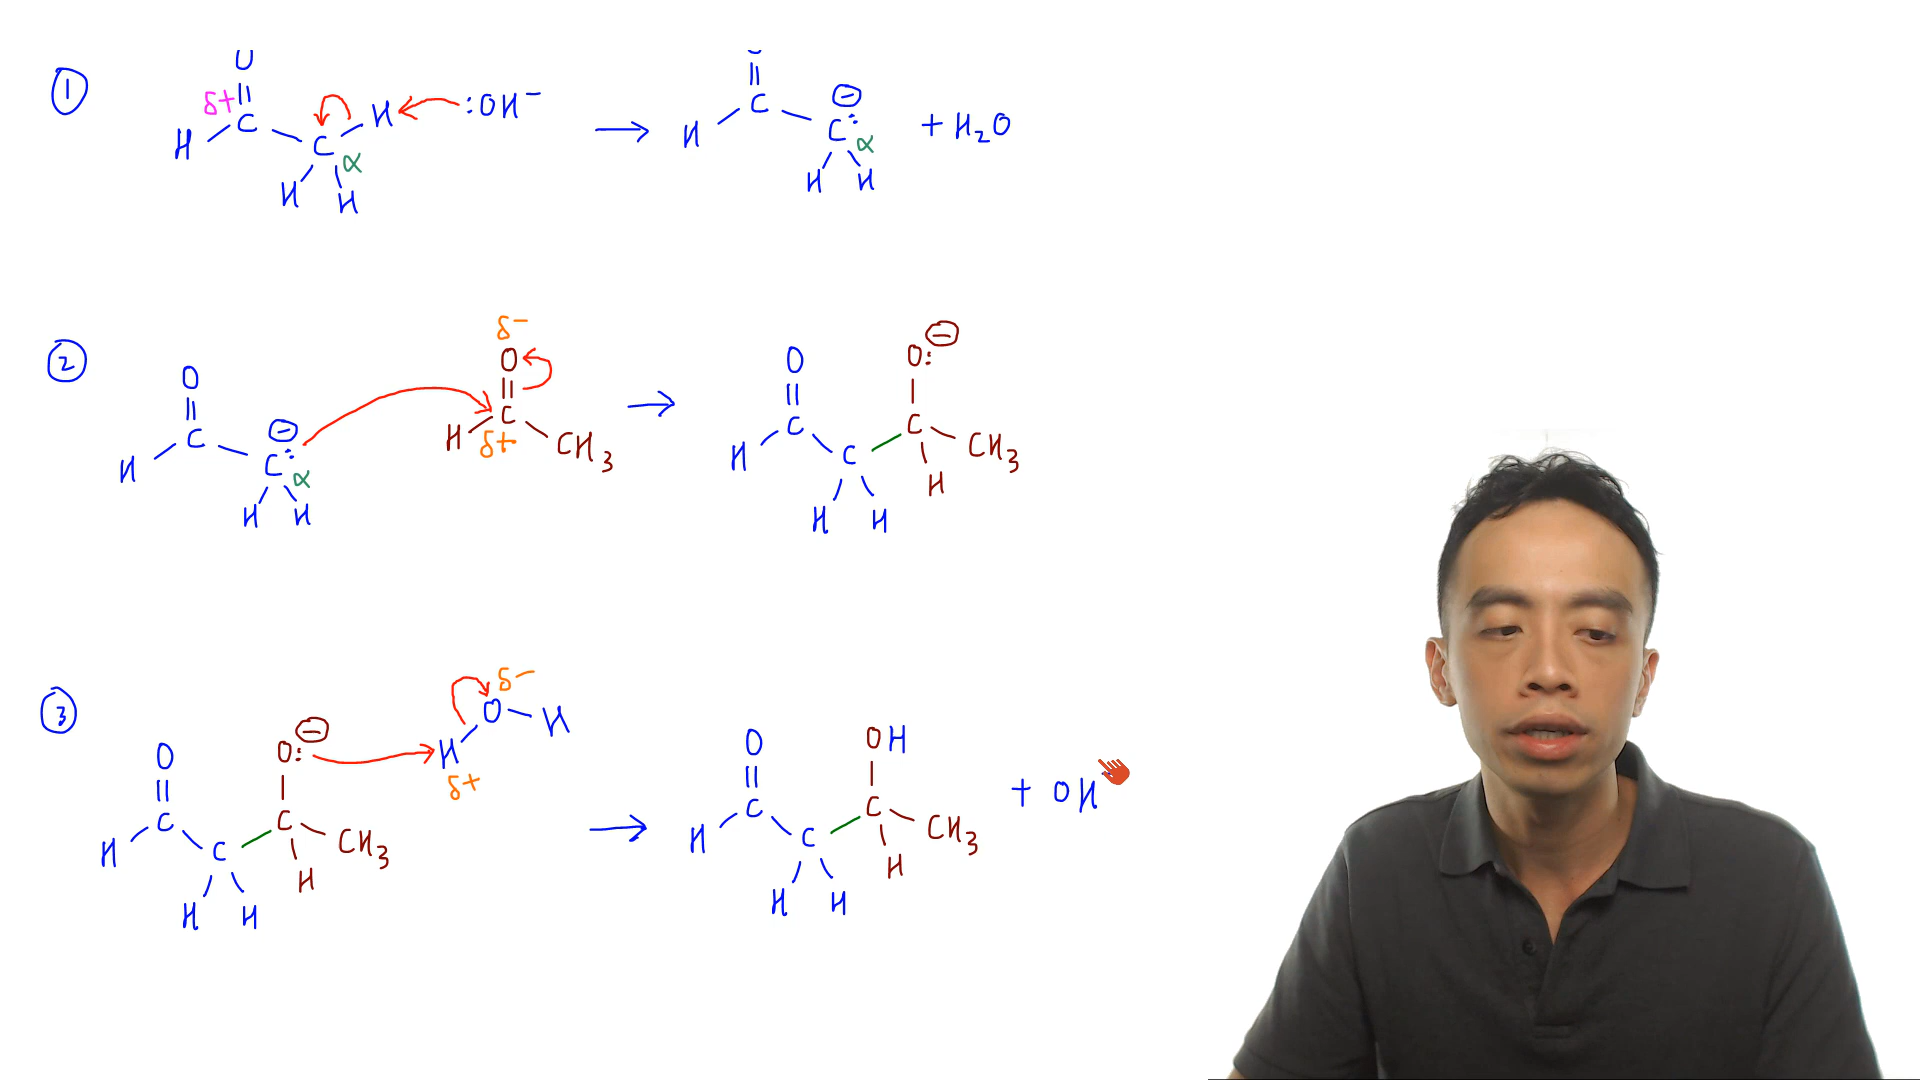 ①
O O
δ+ || || ⊖
H C C H :OH⁻ → H C C: + H₂O
α α
H H H H
②
δ−
O O O O: ⊖
|| ⊖ || → || |
H C C: H C CH₃ H C C C CH₃
α δ+
H H H H H
③
δ−
O O: ⊖ H O H O OH
|| | δ+ → || | + OH
H C C C CH₃ H C C C CH₃
H H H H H H